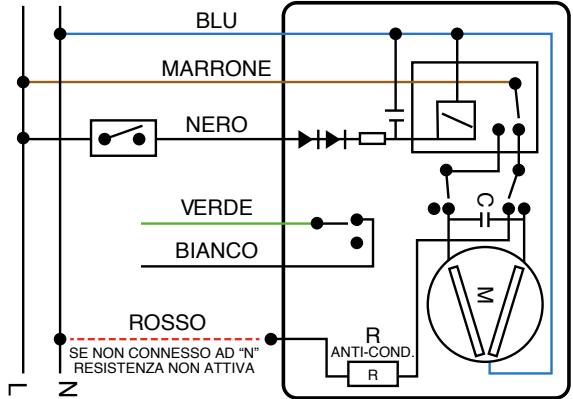 BLU
MARRONE
NERO
VERDE
BIANCO
ROSSO
SE NON CONNESSO AD “N”
RESISTENZA NON ATTIVA
R
ANTI-COND.
R
C
M
L
N